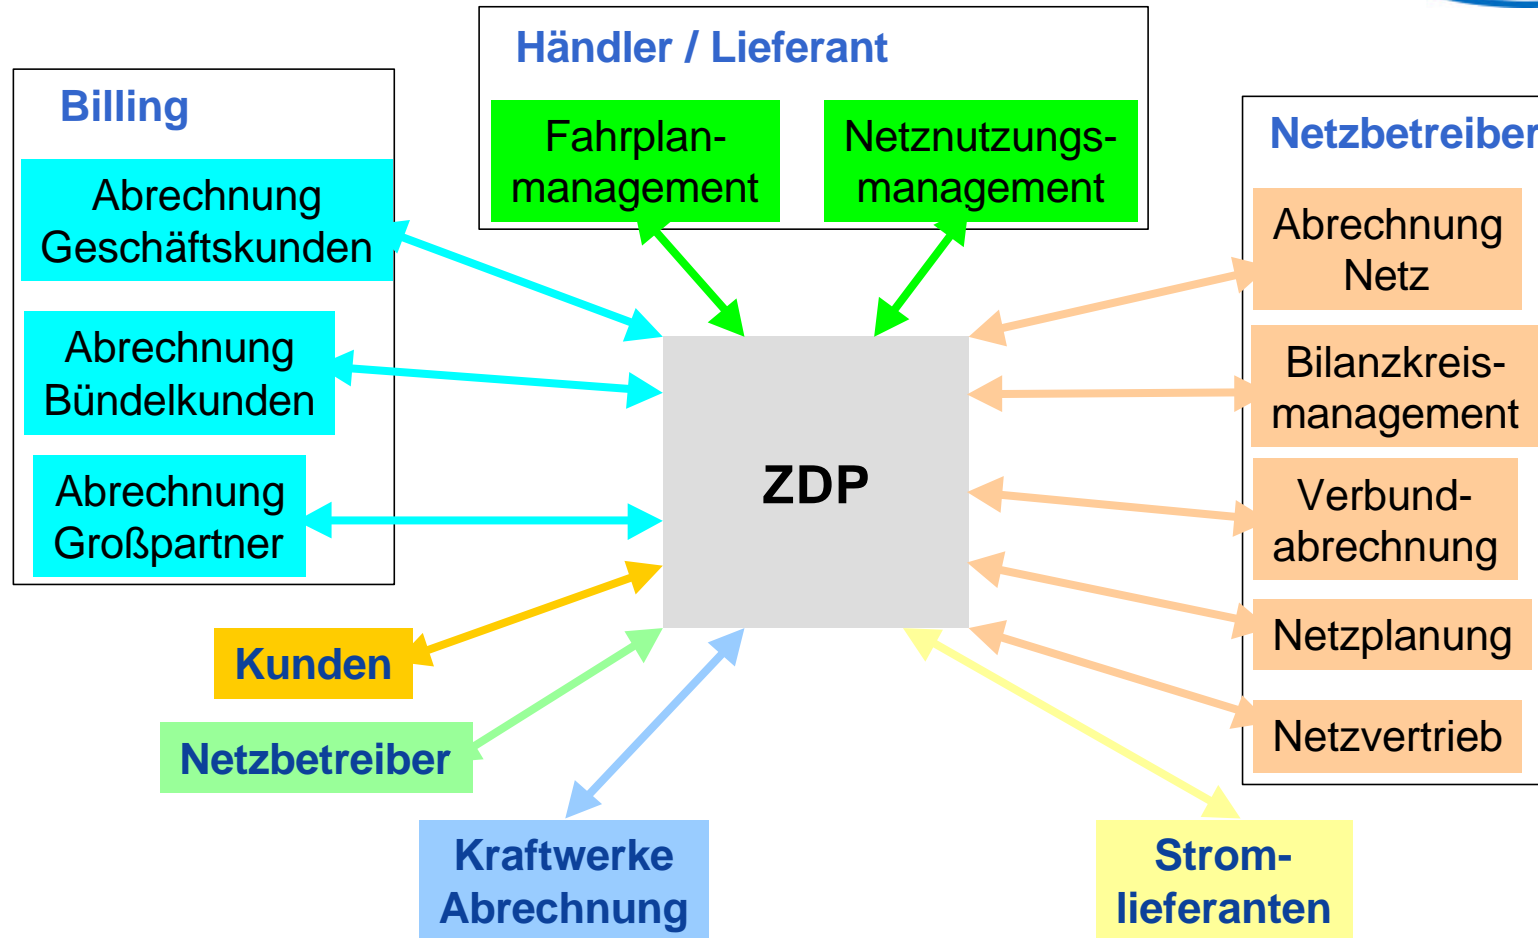 Händler / Lieferant
Fahrplan-
management
Netznutzungs-
management
Billing
Abrechnung
Geschäftskunden
Abrechnung
Bündelkunden
Abrechnung
Großpartner
ZDP
Netzbetreiber
Abrechnung
Netz
Bilanzkreis-
management
Verbund-
abrechnung
Netzplanung
Netzvertrieb
Kunden
Netzbetreiber
Kraftwerke
Abrechnung
Strom-
lieferanten